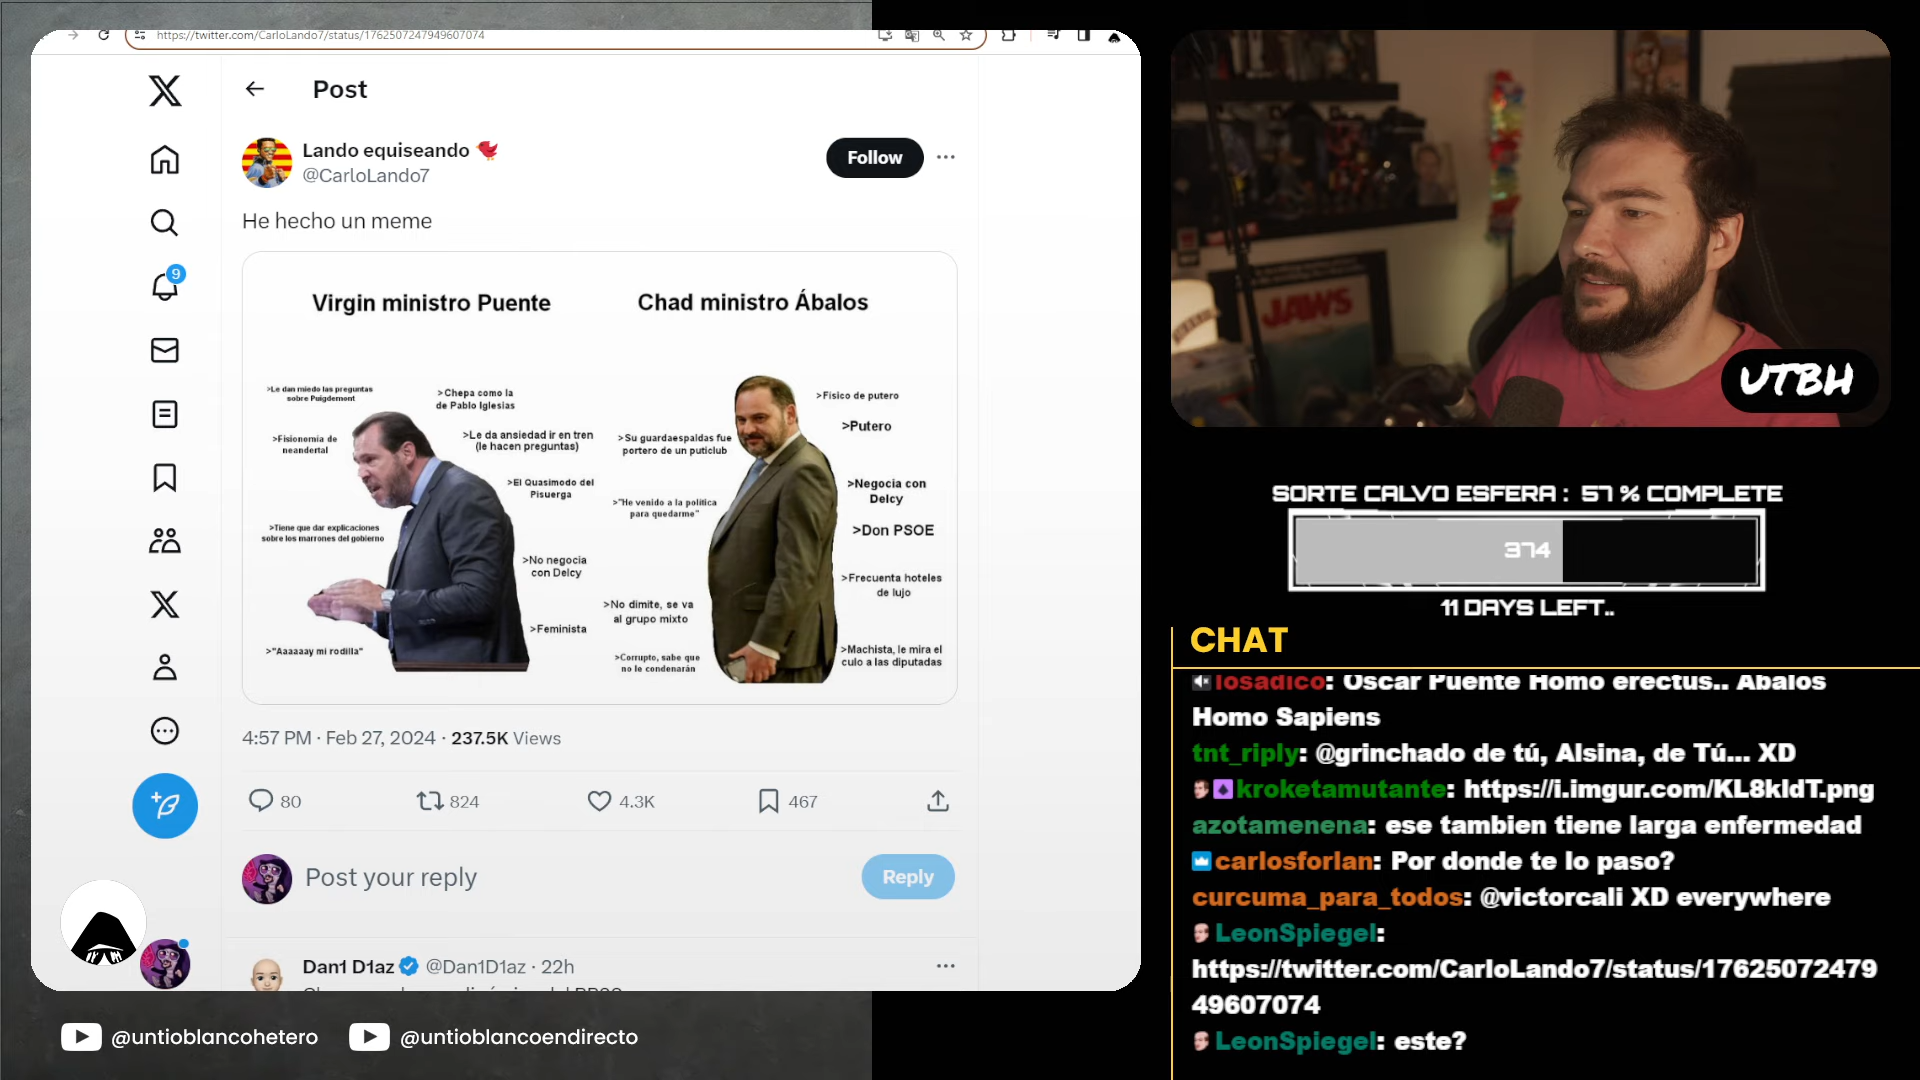 https://twitter.com/CarloLando7/status/1762507247949607074
Post
Lando equiseando
@CarloLando7
Follow
9
He hecho un meme
Virgin ministro Puente
>Le dan miedo las preguntas
sobre Puigdemont
>Chepa como la
de Pablo Iglesias
>Fisionomía de
neandertal
>Le da ansiedad ir en tren
(le hacen preguntas)
>El Quasimodo del
Pisuerga
>Tiene que dar explicaciones
sobre los marrones del gobierno
>No negocia
con Delcy
>Feminista
>"Aaaaaay mi rodilla"
Chad ministro Ábalos
>Físico de putero
>Putero
>Su guardaespaldas fue
portero de un puticlub
>Negocia con
Delcy
>"He venido a la política
para quedarme"
>Don PSOE
>Frecuenta hoteles
de lujo
>No dimite, se va
al grupo mixto
>Machista, le mira el
culo a las diputadas
>Corrupto, sabe que
no le condenarán
4:57 PM · Feb 27, 2024 · 237.5K Views
80
824
4.3K
467
Post your reply
Reply
Dan1 D1az @Dan1D1az · 22h
@untioblancohetero
@untioblancoendirecto
JAWS
UTBH
SORTE CALVO ESFERA : 57 % COMPLETE
374
11 DAYS LEFT..
CHAT
losadico: Oscar Puente Homo erectus.. Abalos
Homo Sapiens
tnt_riply: @grinchado de tú, Alsina, de Tú... XD
kroketamutante: https://i.imgur.com/KL8kldT.png
azotamenena: ese tambien tiene larga enfermedad
carlosforlan: Por donde te lo paso?
curcuma_para_todos: @victorcali XD everywhere
LeonSpiegel:
https://twitter.com/CarloLando7/status/17625072479
49607074
LeonSpiegel: este?